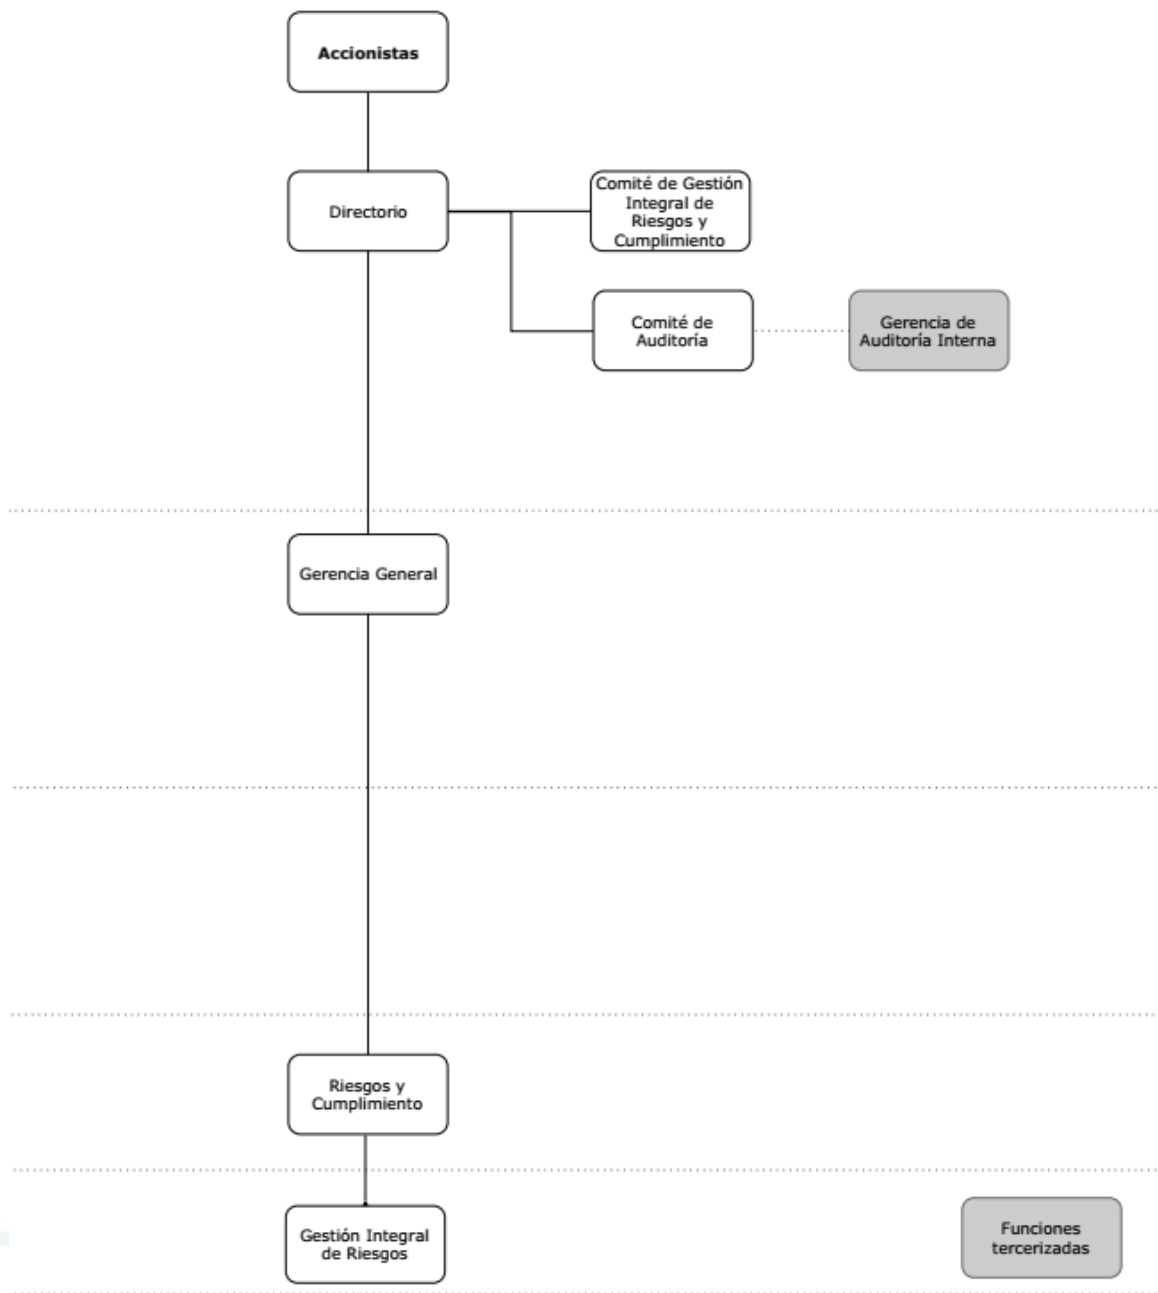 Accionistas
Directorio
Comité de Gestión
Integral de
Riesgos y
Cumplimiento
Comité de
Auditoría
Gerencia de
Auditoría Interna
Gerencia General
Riesgos y
Cumplimiento
Gestión Integral
de Riesgos
Funciones
tercerizadas